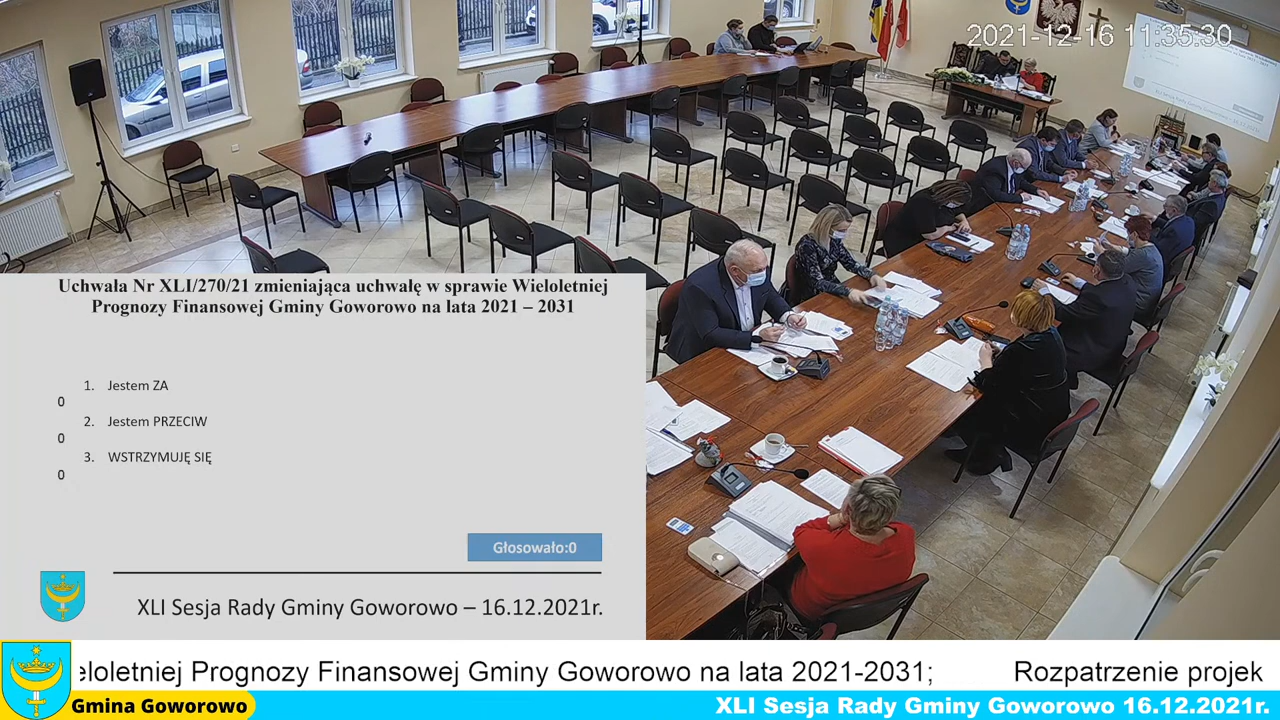 2021-12-16 11:35:30
Uchwała Nr XLI/270/21 zmieniająca uchwałę w sprawie Wieloletniej
Prognozy Finansowej Gminy Goworowo na lata 2021 – 2031
1. Jestem ZA
0
2. Jestem PRZECIW
0
3. WSTRZYMUJĘ SIĘ
0
Głosowało:0
XLI Sesja Rady Gminy Goworowo – 16.12.2021r.
eloletniej Prognozy Finansowej Gminy Goworowo na lata 2021-2031; Rozpatrzenie projek
Gmina Goworowo
XLI Sesja Rady Gminy Goworowo 16.12.2021r.